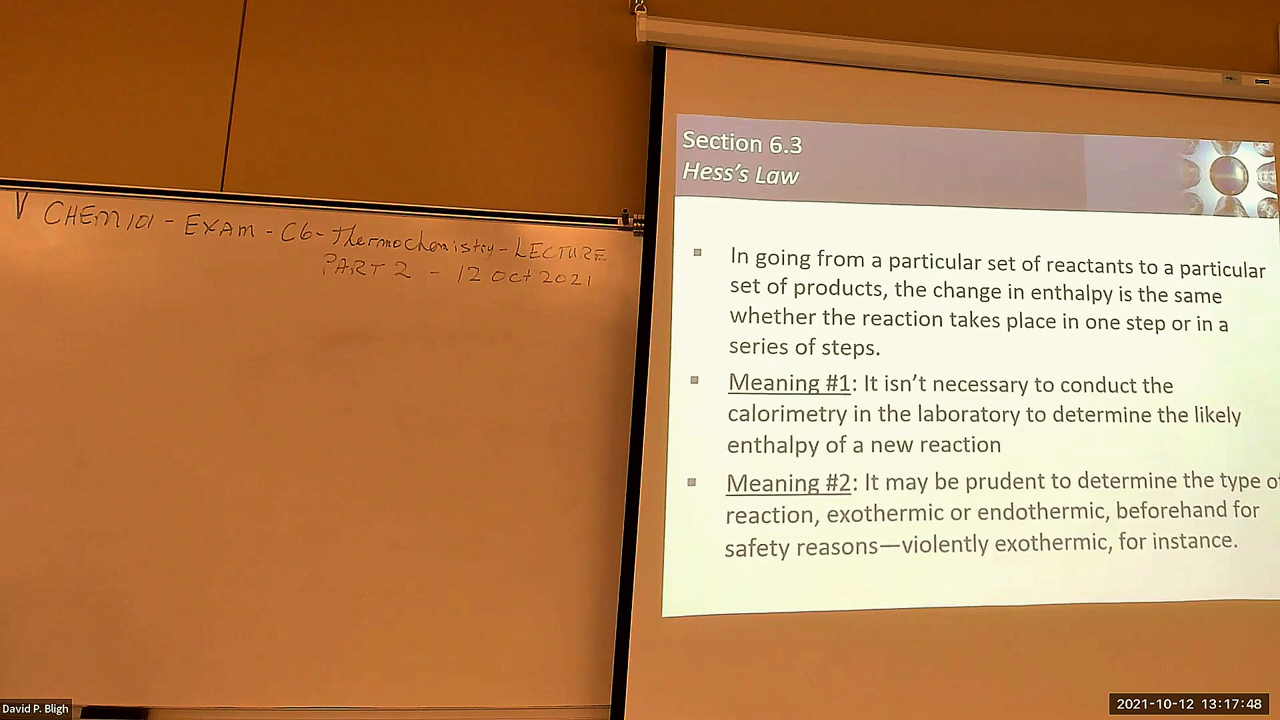 V CHEM 101 - EXAM - C6 - Thermochemistry - LECTURE
PART 2 - 12 Oct 2021
Section 6.3
Hess's Law
▪ In going from a particular set of reactants to a particular
set of products, the change in enthalpy is the same
whether the reaction takes place in one step or in a
series of steps.
▪ Meaning #1: It isn't necessary to conduct the
calorimetry in the laboratory to determine the likely
enthalpy of a new reaction
▪ Meaning #2: It may be prudent to determine the type of
reaction, exothermic or endothermic, beforehand for
safety reasons—violently exothermic, for instance.
David P. Bligh
2021-10-12 13:17:48